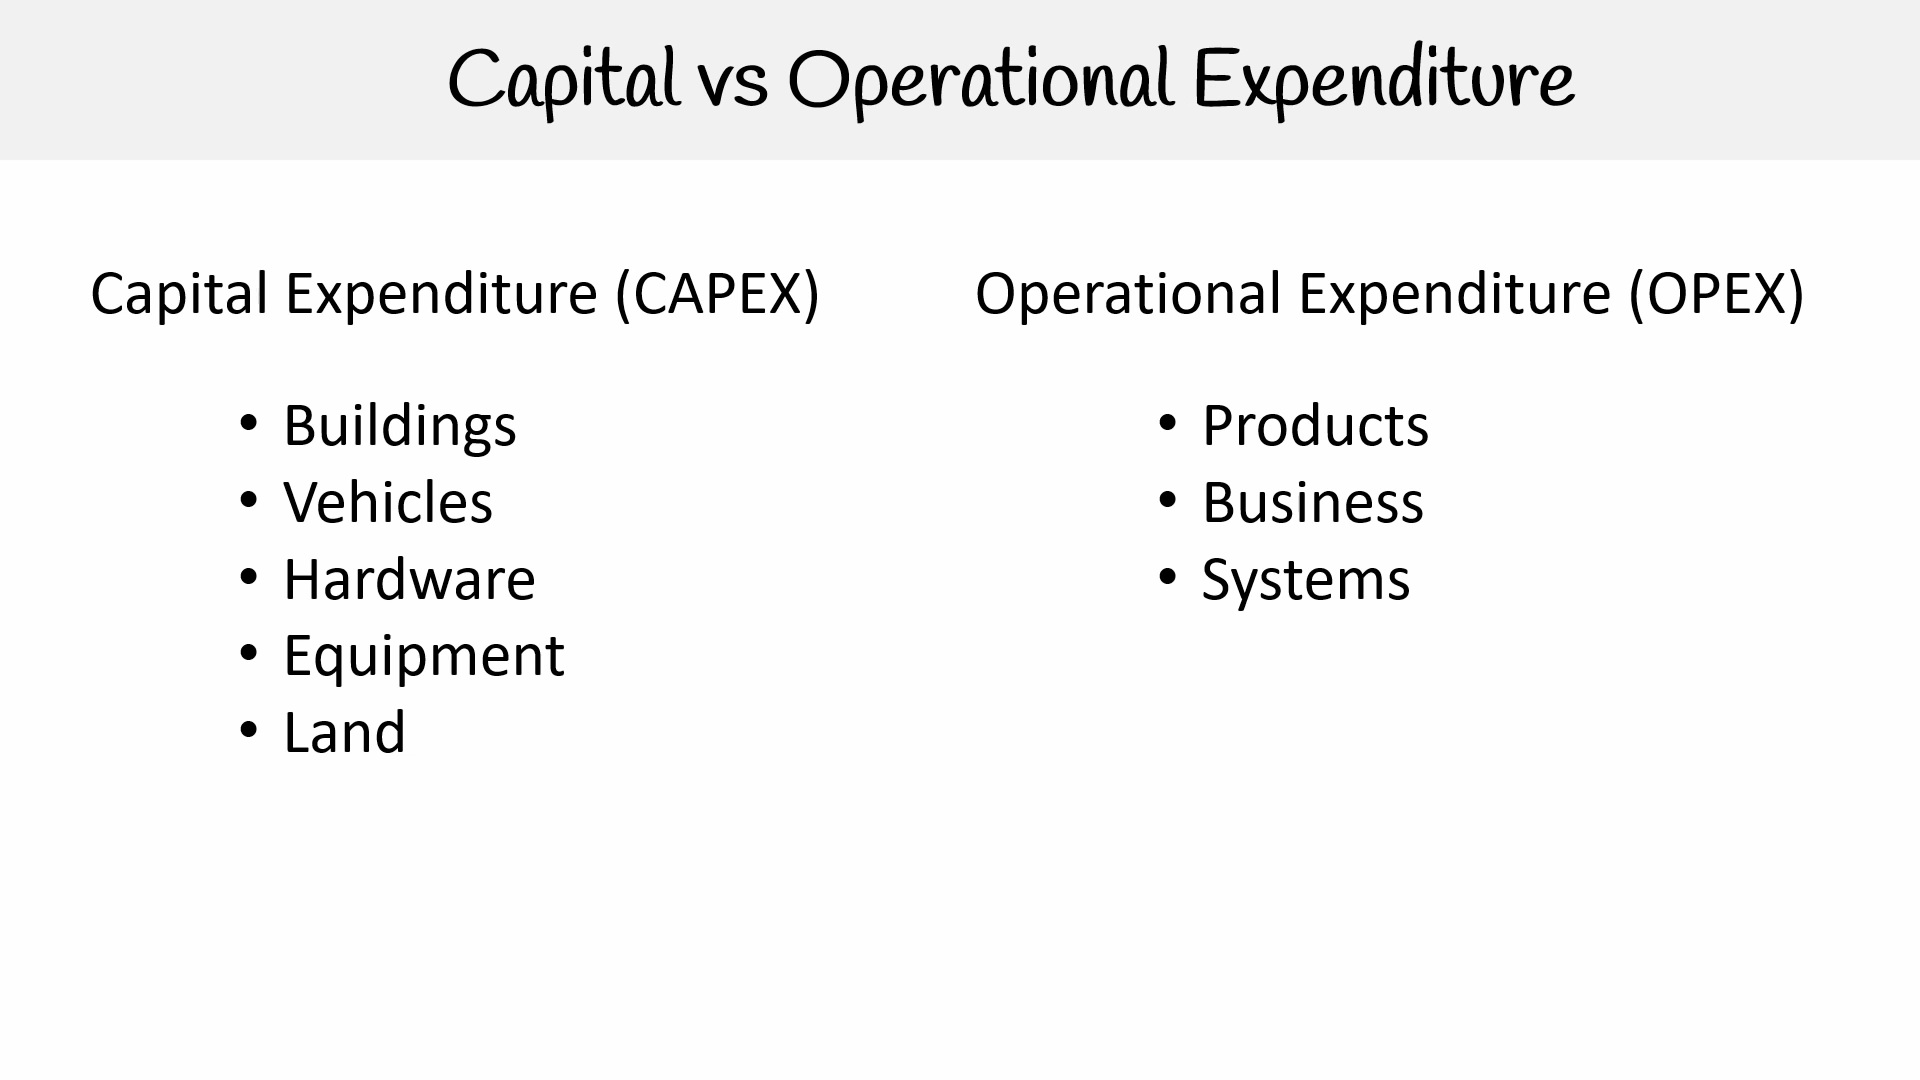 Capital vs Operational Expenditure
Capital Expenditure (CAPEX)
• Buildings
• Vehicles
• Hardware
• Equipment
• Land
Operational Expenditure (OPEX)
• Products
• Business
• Systems